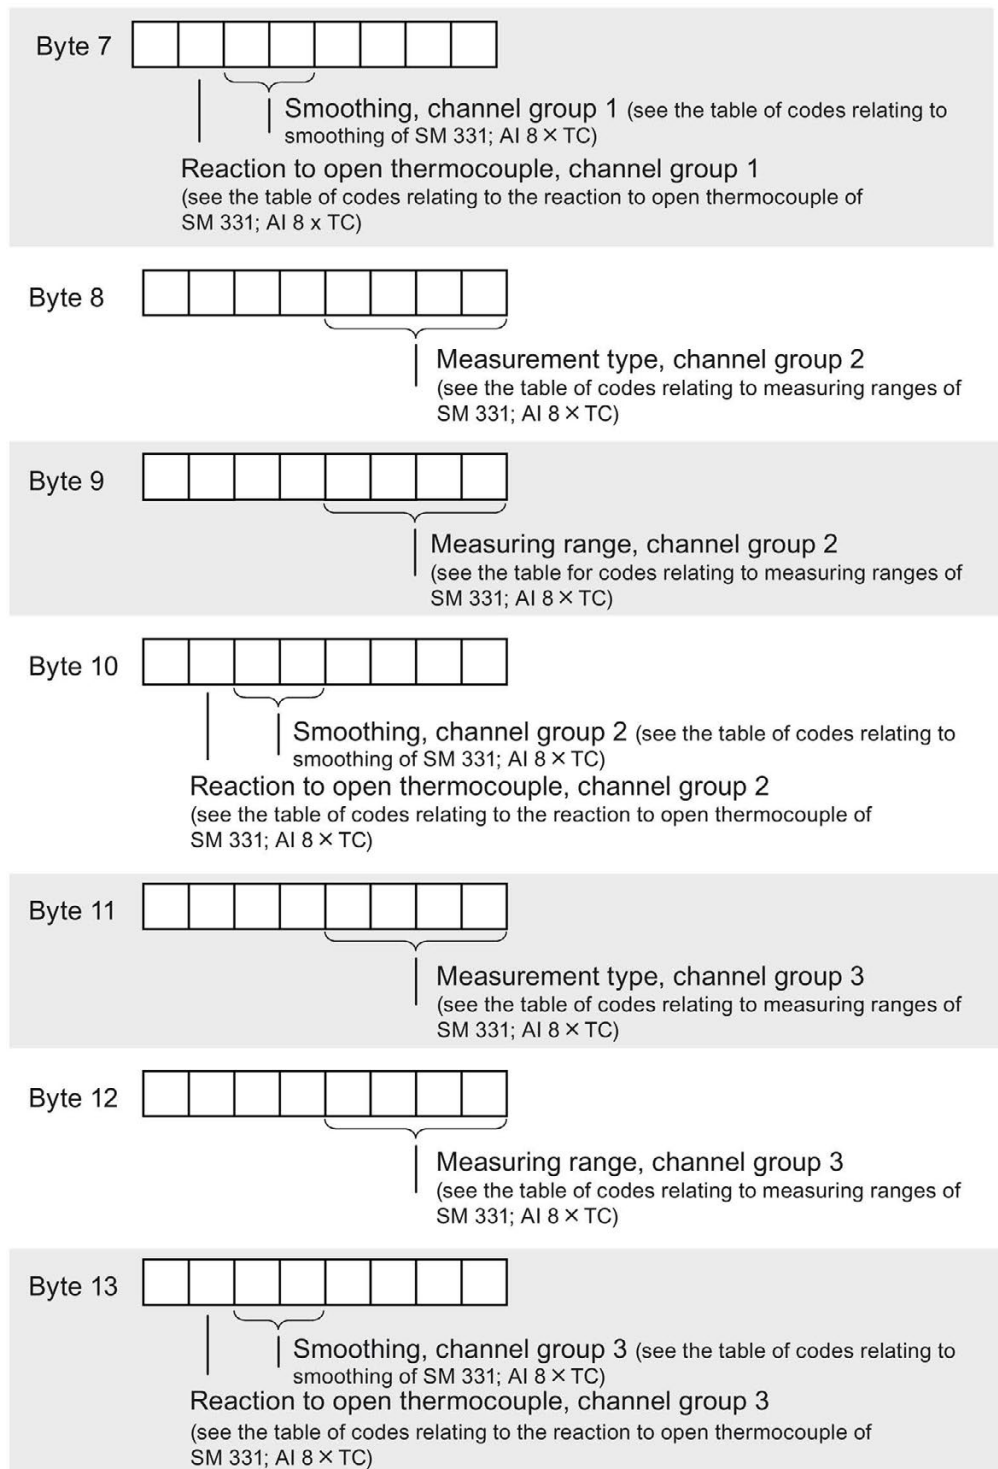 Byte 7
Smoothing, channel group 1 (see the table of codes relating to
smoothing of SM 331; AI 8 × TC)
Reaction to open thermocouple, channel group 1
(see the table of codes relating to the reaction to open thermocouple of
SM 331; AI 8 x TC)
Byte 8
Measurement type, channel group 2
(see the table of codes relating to measuring ranges of
SM 331; AI 8 × TC)
Byte 9
Measuring range, channel group 2
(see the table for codes relating to measuring ranges of
SM 331; AI 8 × TC)
Byte 10
Smoothing, channel group 2 (see the table of codes relating to
smoothing of SM 331; AI 8 × TC)
Reaction to open thermocouple, channel group 2
(see the table of codes relating to the reaction to open thermocouple of
SM 331; AI 8 × TC)
Byte 11
Measurement type, channel group 3
(see the table of codes relating to measuring ranges of
SM 331; AI 8 × TC)
Byte 12
Measuring range, channel group 3
(see the table of codes relating to measuring ranges of
SM 331; AI 8 × TC)
Byte 13
Smoothing, channel group 3 (see the table of codes relating to
smoothing of SM 331; AI 8 × TC)
Reaction to open thermocouple, channel group 3
(see the table of codes relating to the reaction to open thermocouple of
SM 331; AI 8 × TC)